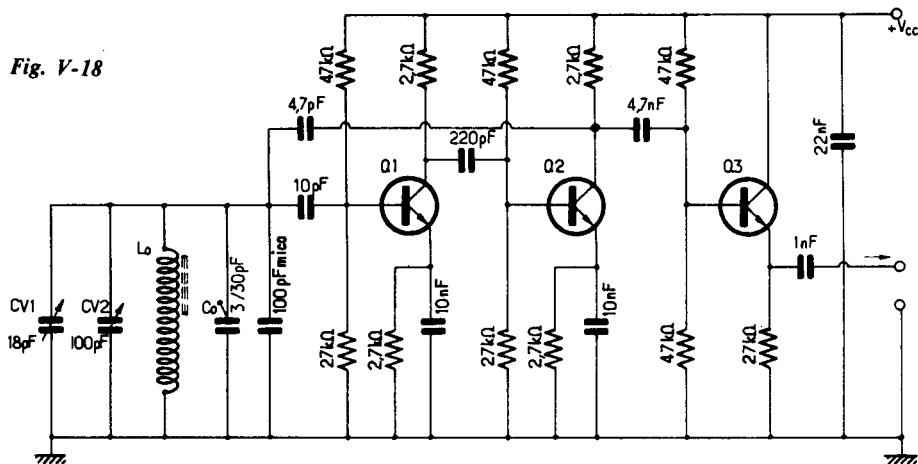 Fig. V-18
+Vcc
47kΩ
2,7kΩ
47kΩ
2,7kΩ
47kΩ
4,7pF
4,7nF
22nF
220pF
Q1
Q2
Q3
10pF
1nF
Lo
CV1
18pF
CV2
100pF
Co
3/30pF
100pFmica
27kΩ
2,7kΩ
10nF
27kΩ
2,7kΩ
10nF
47kΩ
27kΩ